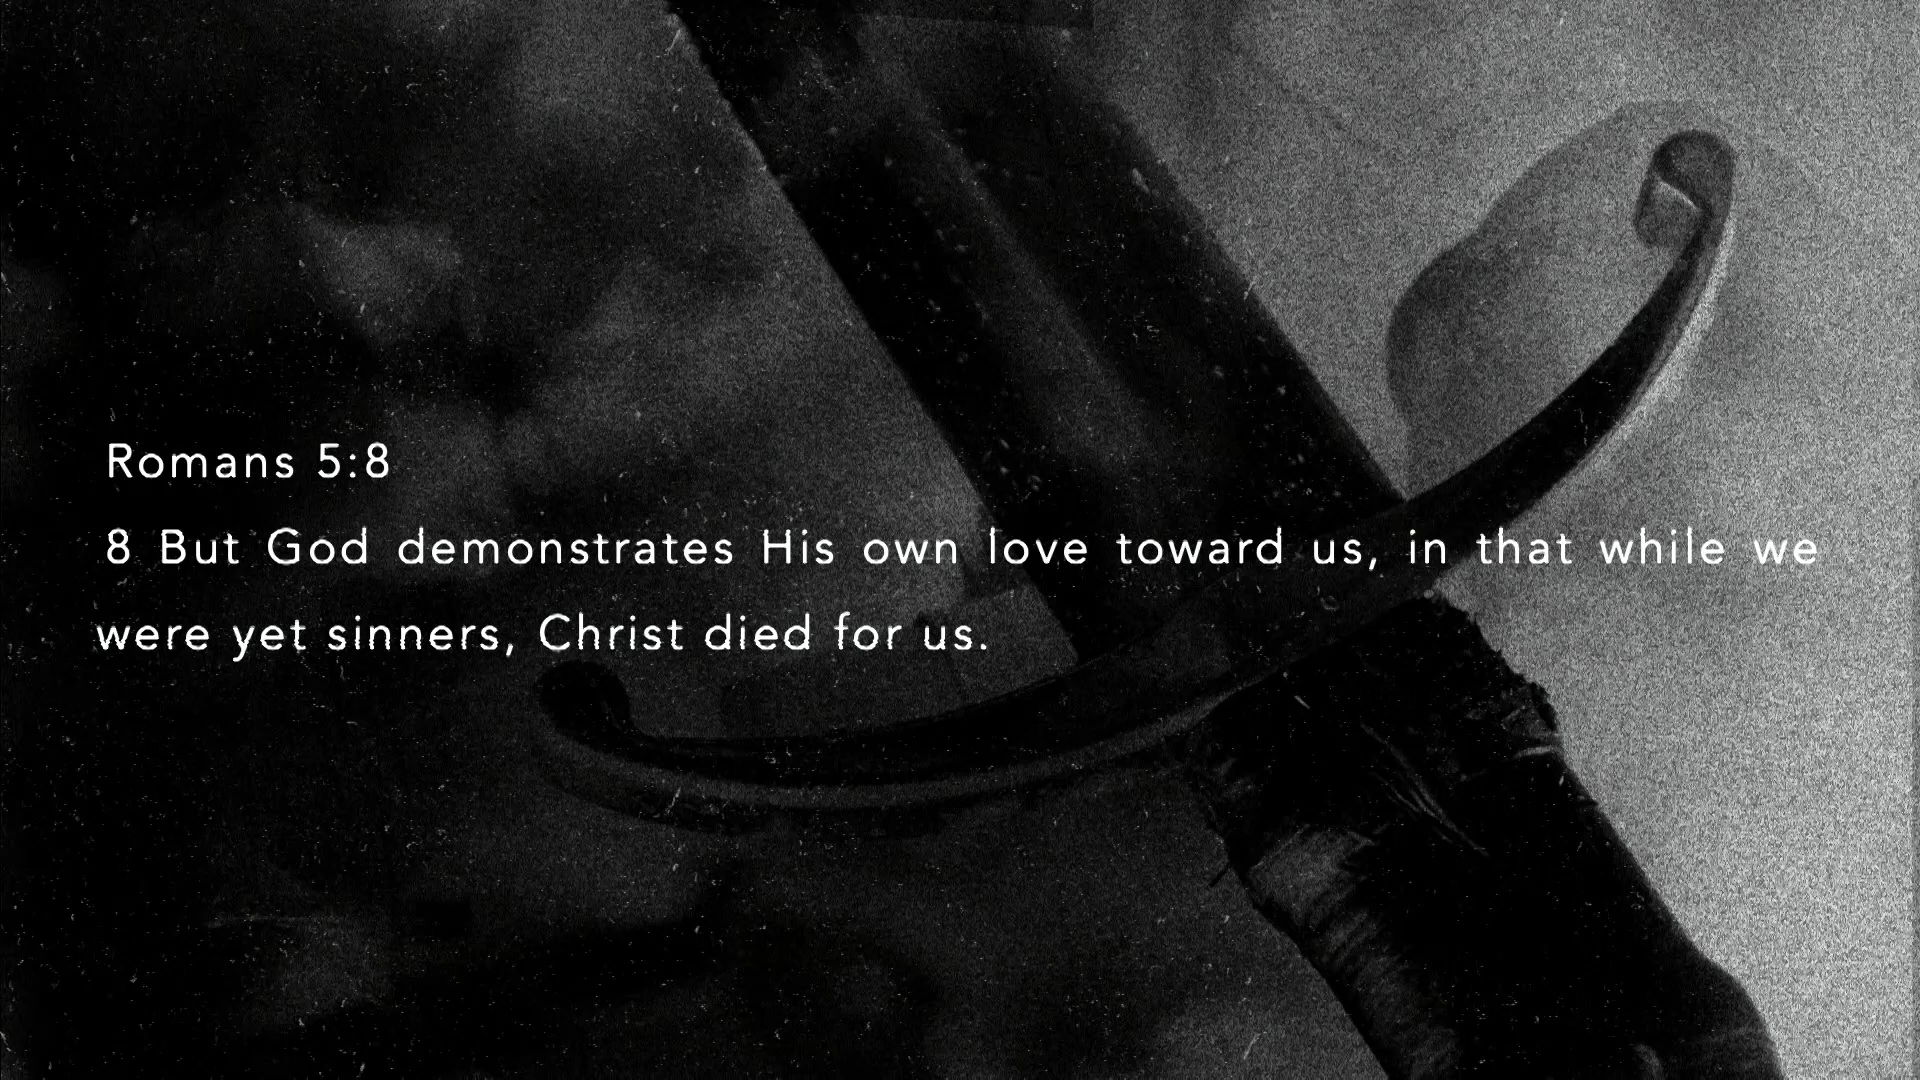 Romans 5:8
8 But God demonstrates His own love toward us, in that while we
were yet sinners, Christ died for us.